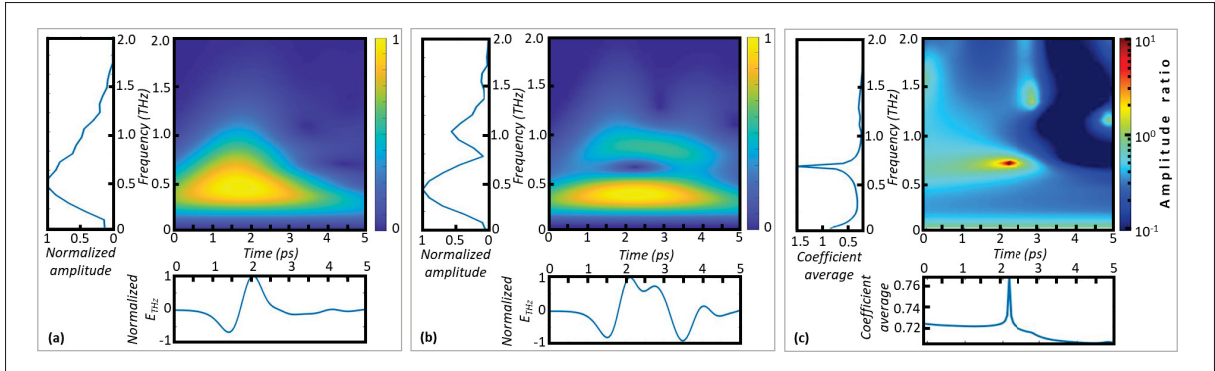 2.0
1.5
1.0
0.5
0
1 0.5 0
Normalized
amplitude
Frequency (THz)
2.0
1.5
1.0
0.5
0
0 1 2 3 4 5
Time (ps)
1
0
0 1 2 3 4 5
1
0
-1
Normalized
E_THz
(a)
2.0
1.5
1.0
0.5
0
1 0.5 0
Normalized
amplitude
Frequency (THz)
2.0
1.5
1.0
0.5
0
0 1 2 3 4 5
Time (ps)
1
0
0 1 2 3 4 5
1
0
-1
Normalized
E_THz
(b)
2.0
1.5
1.0
0.5
0
1.5 1 0.5
Coefficient
average
Frequency (THz)
2.0
1.5
1.0
0.5
0
0 1 2 3 4 5
Time (ps)
10^1
10^0
10^-1
Amplitude ratio
0 1 2 3 4 5
0.76
0.72
Coefficient
average
(c)